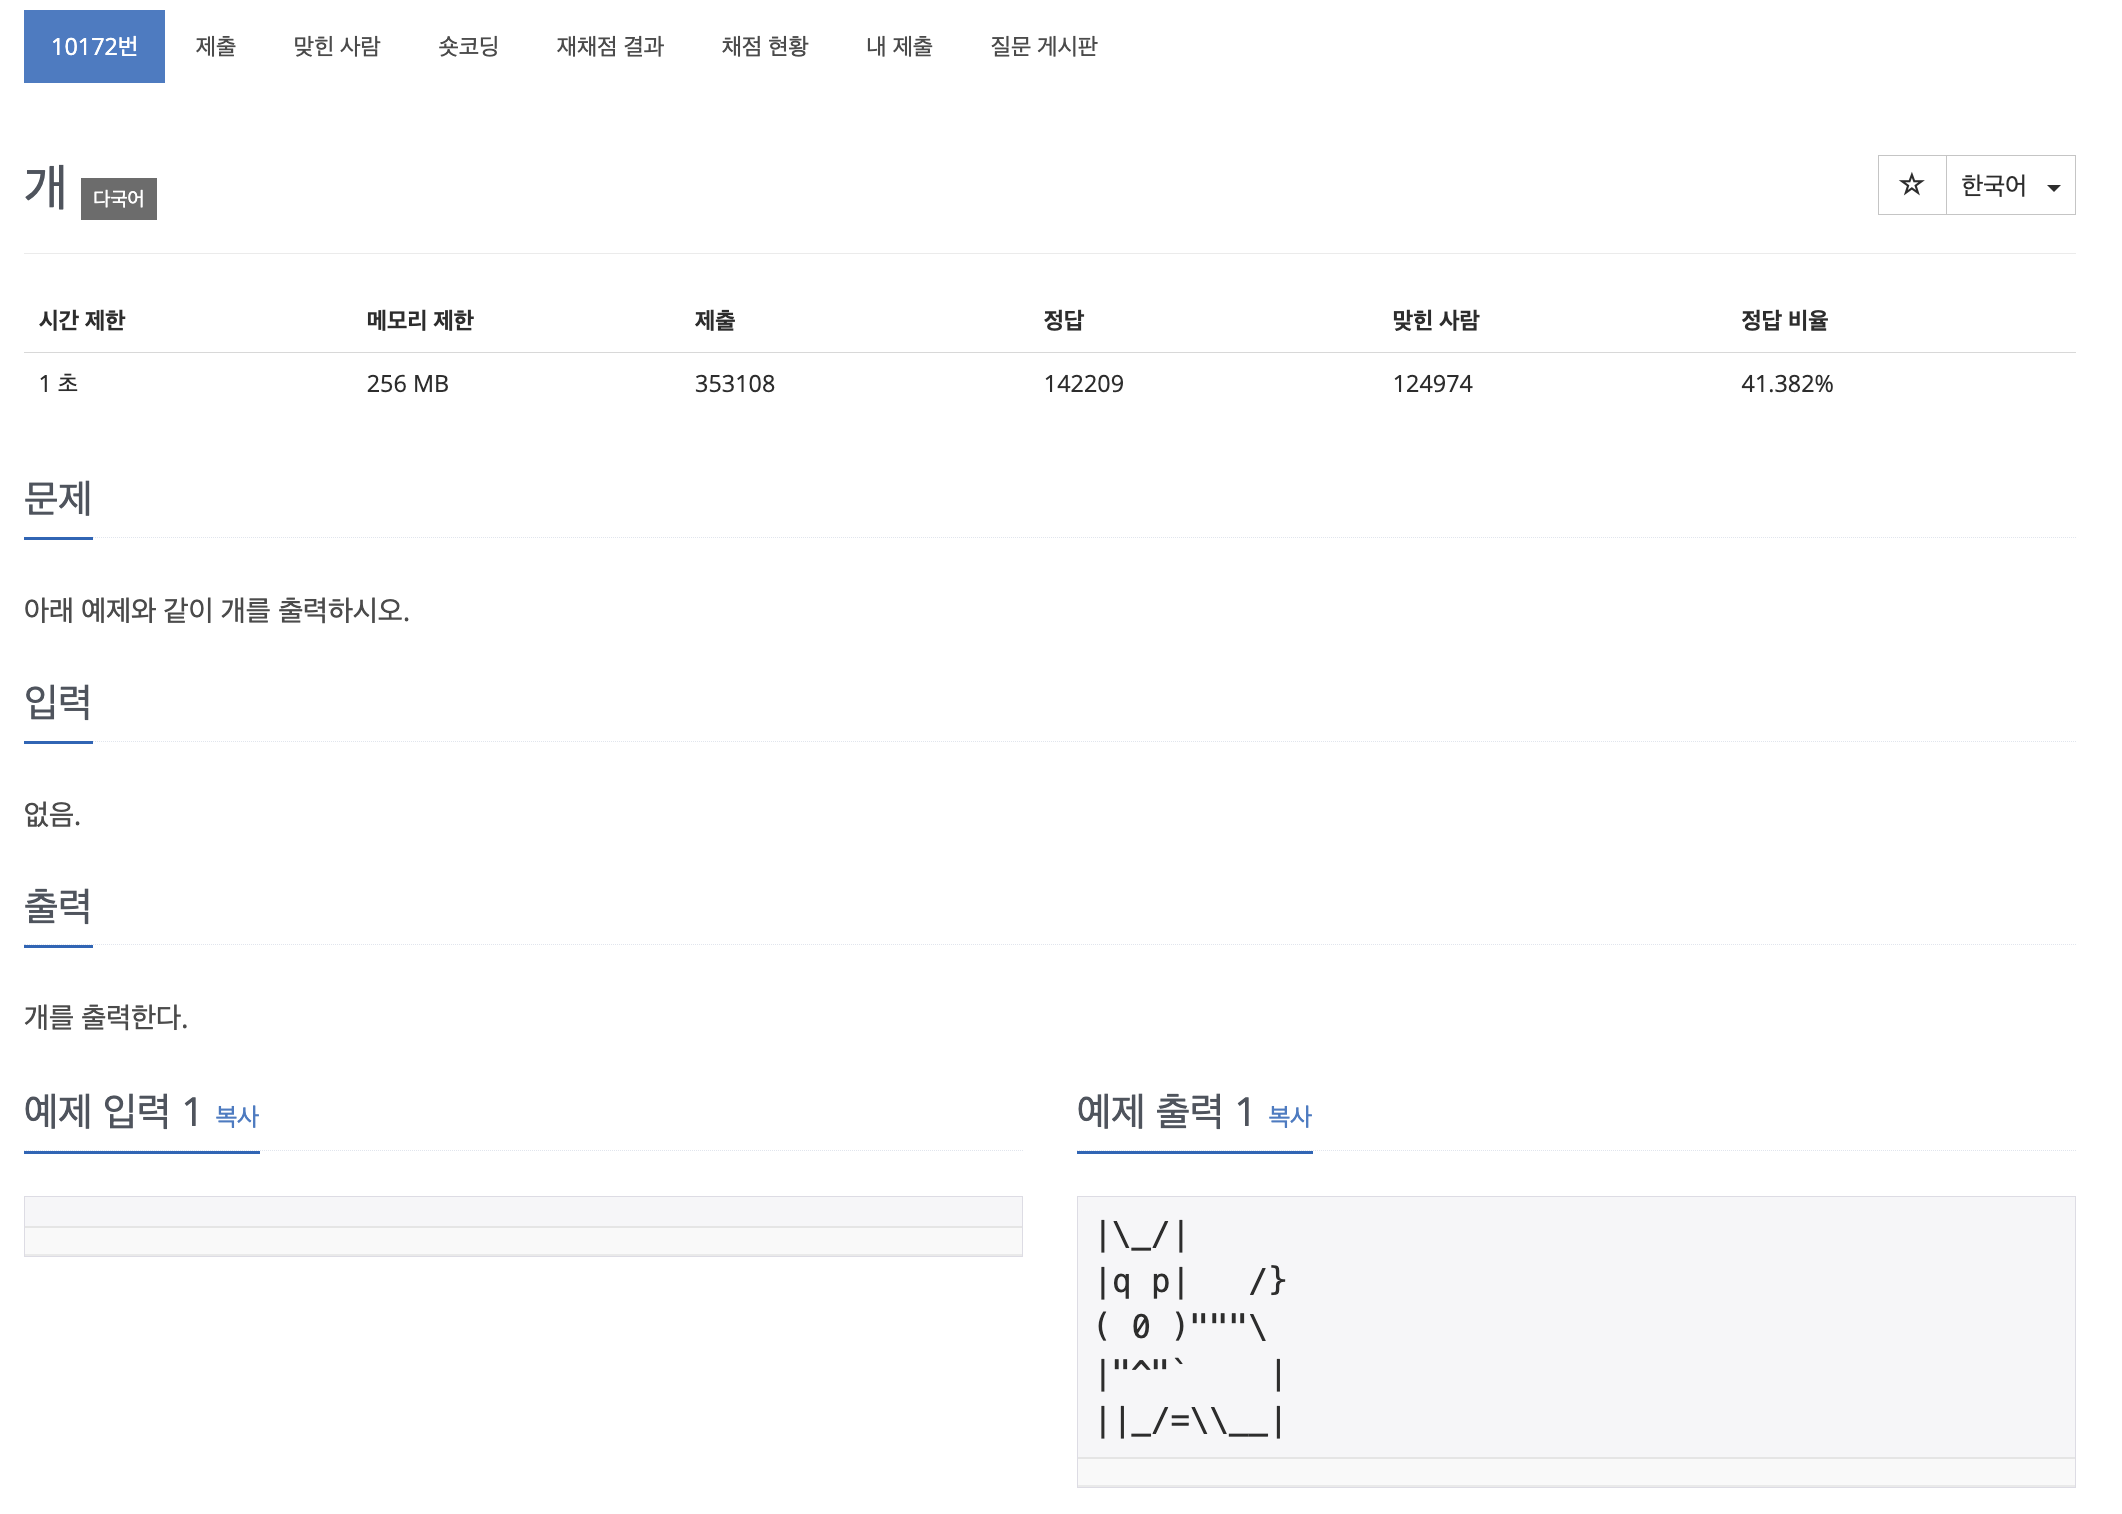 10172번 제출 맞힌 사람 숏코딩 재채점 결과 채점 현황 내 제출 질문 게시판
개 다국어
☆ 한국어
시간 제한 메모리 제한 제출 정답 맞힌 사람 정답 비율
1 초 256 MB 353108 142209 124974 41.382%
문제
아래 예제와 같이 개를 출력하시오.
입력
없음.
출력
개를 출력한다.
예제 입력 1 복사
예제 출력 1 복사
|\_/|
|q p|   /}
( 0 )"""\
|"^"`    |
||_/=\\__|